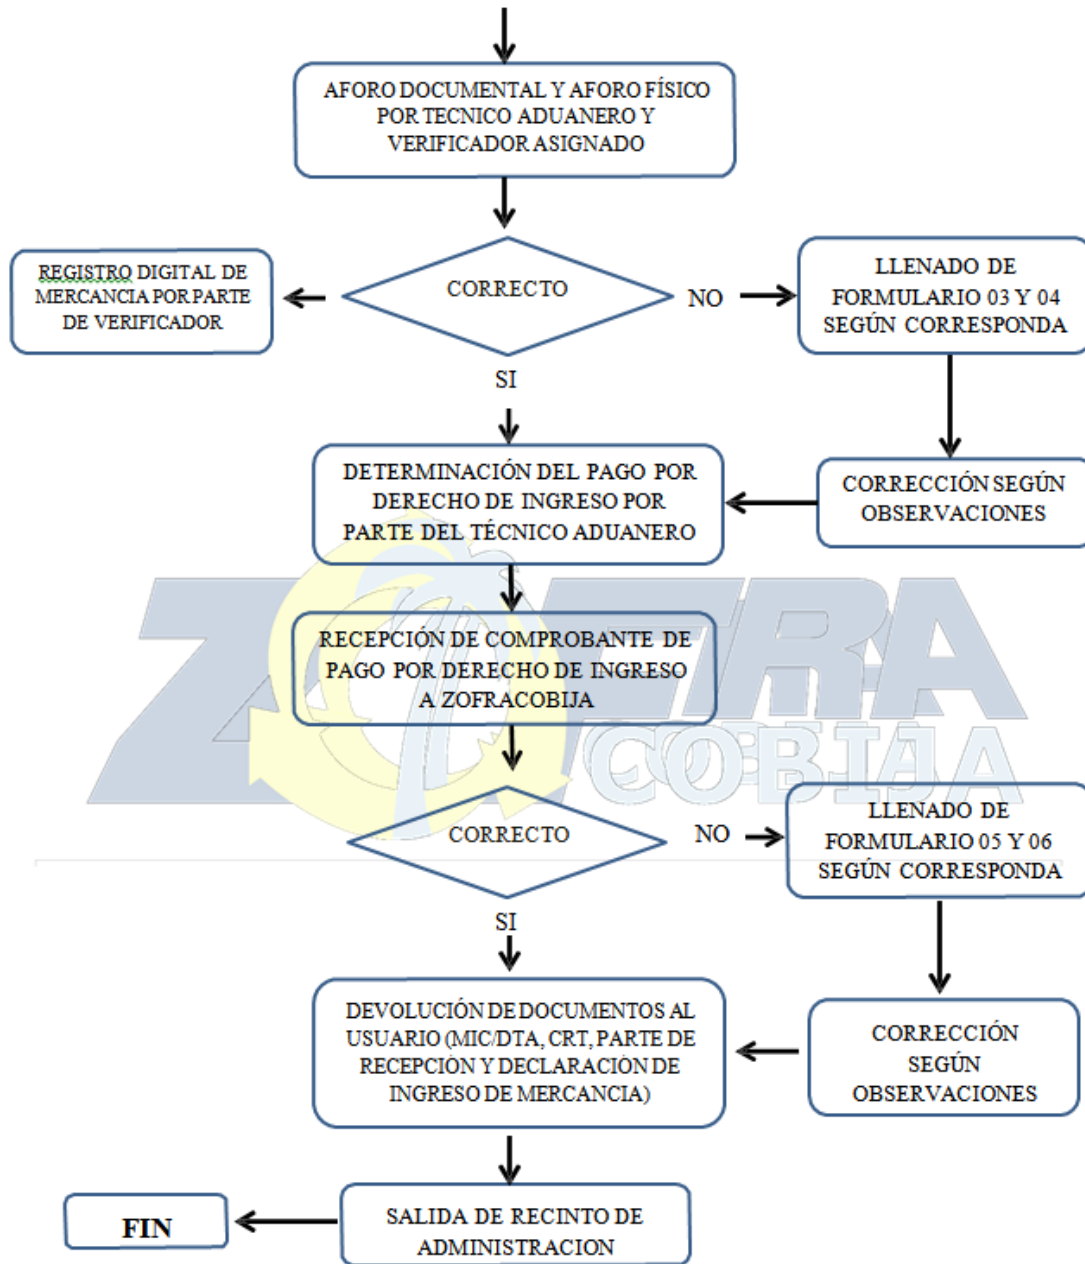 AFORO DOCUMENTAL Y AFORO FÍSICO
POR TECNICO ADUANERO Y
VERIFICADOR ASIGNADO
REGISTRO DIGITAL DE
MERCANCIA POR PARTE
DE VERIFICADOR
CORRECTO
NO
LLENADO DE
FORMULARIO 03 Y 04
SEGÚN CORRESPONDA
SI
DETERMINACIÓN DEL PAGO POR
DERECHO DE INGRESO POR
PARTE DEL TÉCNICO ADUANERO
CORRECCIÓN SEGÚN
OBSERVACIONES
RECEPCIÓN DE COMPROBANTE DE
PAGO POR DERECHO DE INGRESO
A ZOFRACOBIJA
ZOFRA
COBIJA
CORRECTO
NO
LLENADO DE
FORMULARIO 05 Y 06
SEGÚN CORRESPONDA
SI
DEVOLUCIÓN DE DOCUMENTOS AL
USUARIO (MIC/DTA, CRT, PARTE DE
RECEPCIÓN Y DECLARACIÓN DE
INGRESO DE MERCANCIA)
CORRECCIÓN
SEGÚN
OBSERVACIONES
FIN
SALIDA DE RECINTO DE
ADMINISTRACION